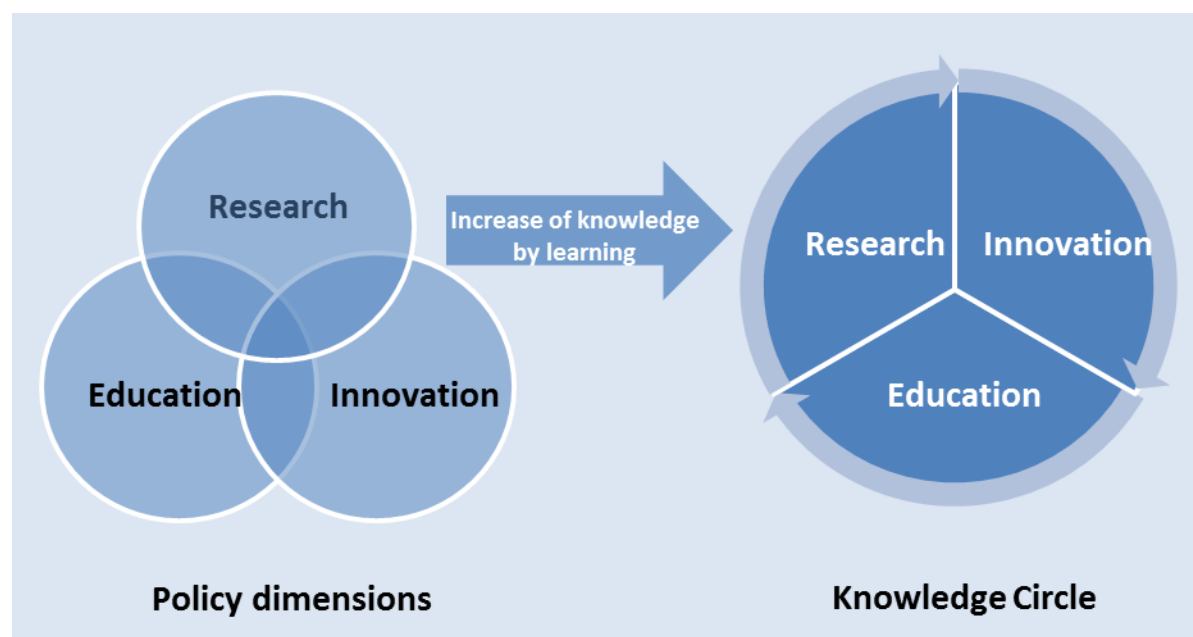 Research
Education
Innovation
Policy dimensions
Increase of knowledge
by learning
Research
Innovation
Education
Knowledge Circle